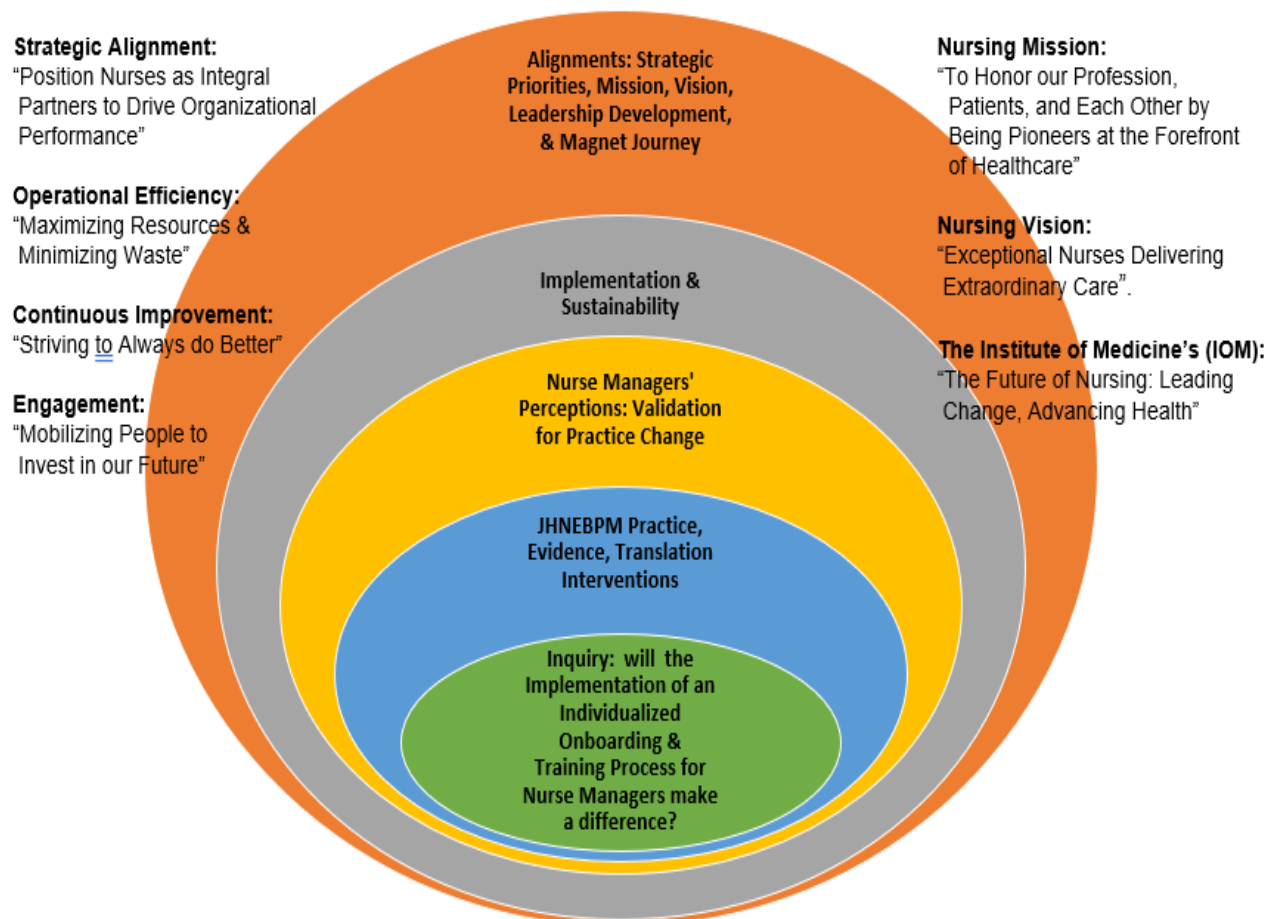 Strategic Alignment:
“Position Nurses as Integral
Partners to Drive Organizational
Performance”
Operational Efficiency:
“Maximizing Resources &
Minimizing Waste”
Continuous Improvement:
“Striving to Always do Better”
Engagement:
“Mobilizing People to
Invest in our Future”
Alignments: Strategic
Priorities, Mission, Vision,
Leadership Development,
& Magnet Journey
Implementation &
Sustainability
Nurse Managers'
Perceptions: Validation
for Practice Change
JHNEBPM Practice,
Evidence, Translation
Interventions
Inquiry: will the
Implementation of an
Individualized
Onboarding &
Training Process for
Nurse Managers make
a difference?
Nursing Mission:
“To Honor our Profession,
Patients, and Each Other by
Being Pioneers at the Forefront
of Healthcare”
Nursing Vision:
“Exceptional Nurses Delivering
Extraordinary Care”.
The Institute of Medicine’s (IOM):
“The Future of Nursing: Leading
Change, Advancing Health”